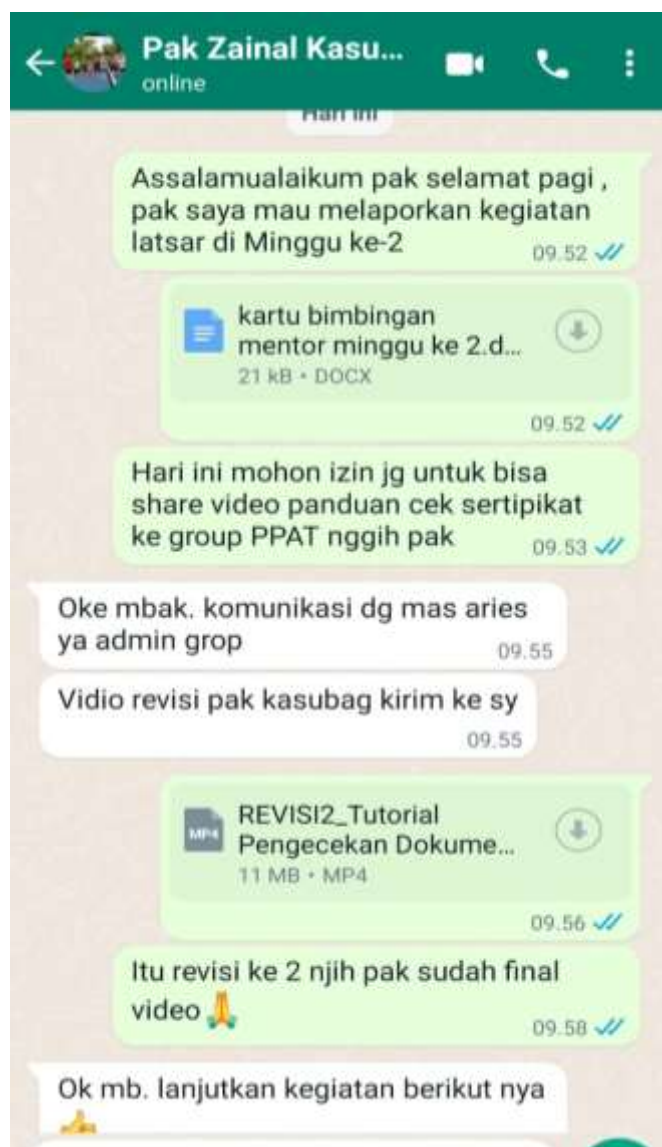 Pak Zainal Kasu...
online
Hari ini
Assalamualaikum pak selamat pagi ,
pak saya mau melaporkan kegiatan
latsar di Minggu ke-2
09.52
kartu bimbingan
mentor minggu ke 2.d...
21 kB • DOCX
09.52
Hari ini mohon izin jg untuk bisa
share video panduan cek sertipikat
ke group PPAT nggih pak
09.53
Oke mbak. komunikasi dg mas aries
ya admin grop
09.55
Vidio revisi pak kasubag kirim ke sy
09.55
MP4
REVISI2_Tutorial
Pengecekan Dokume...
11 MB • MP4
09.56
Itu revisi ke 2 njih pak sudah final
video 🙏
09.58
Ok mb. lanjutkan kegiatan berikut nya
👍